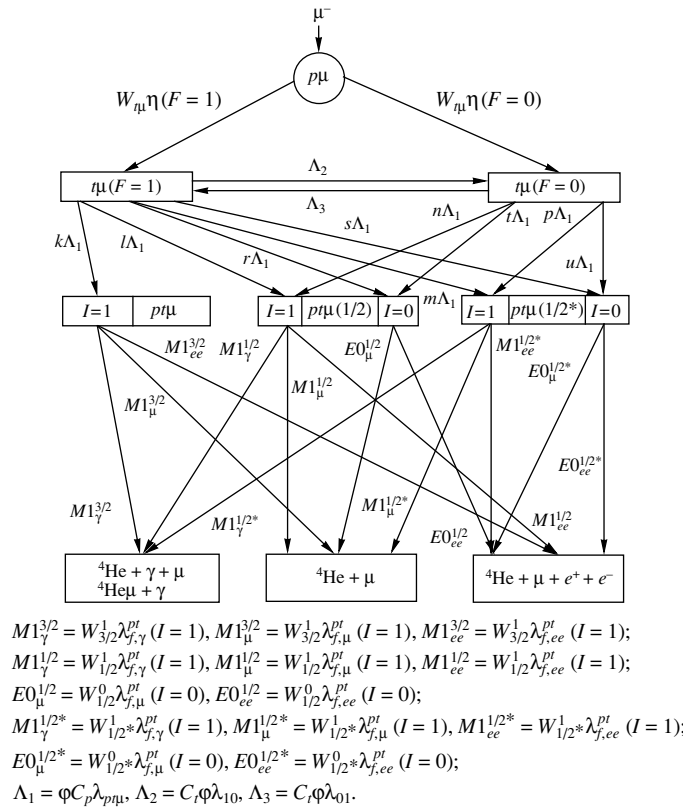 μ⁻
pμ
W_{tμ}η(F = 1) W_{tμ}η(F = 0)
Λ₂
tμ(F = 1) tμ(F = 0)
Λ₃
kΛ₁ lΛ₁ rΛ₁ sΛ₁ nΛ₁ tΛ₁ pΛ₁ uΛ₁
mΛ₁
I=1 ptμ I=1 ptμ(1/2) I=0 I=1 ptμ(1/2*) I=0
M1_{ee}^{3/2} M1_γ^{1/2} E0_μ^{1/2} M1_{ee}^{1/2*}
E0_μ^{1/2*}
M1_μ^{3/2} M1_μ^{1/2}
E0_{ee}^{1/2*}
M1_γ^{3/2} M1_γ^{1/2*} M1_μ^{1/2*} E0_{ee}^{1/2} M1_{ee}^{1/2}
⁴He + γ + μ
⁴Heμ + γ
⁴He + μ
⁴He + μ + e⁺ + e⁻
M1_γ^{3/2} = W_{3/2}^1 λ_{f,γ}^{pt} (I = 1), M1_μ^{3/2} = W_{3/2}^1 λ_{f,μ}^{pt} (I = 1), M1_{ee}^{3/2} = W_{3/2}^1 λ_{f,ee}^{pt} (I = 1);
M1_γ^{1/2} = W_{1/2}^1 λ_{f,γ}^{pt} (I = 1), M1_μ^{1/2} = W_{1/2}^1 λ_{f,μ}^{pt} (I = 1), M1_{ee}^{1/2} = W_{1/2}^1 λ_{f,ee}^{pt} (I = 1);
E0_μ^{1/2} = W_{1/2}^0 λ_{f,μ}^{pt} (I = 0), E0_{ee}^{1/2} = W_{1/2}^0 λ_{f,ee}^{pt} (I = 0);
M1_γ^{1/2*} = W_{1/2*}^1 λ_{f,γ}^{pt} (I = 1), M1_μ^{1/2*} = W_{1/2*}^1 λ_{f,μ}^{pt} (I = 1), M1_{ee}^{1/2*} = W_{1/2*}^1 λ_{f,ee}^{pt} (I = 1);
E0_μ^{1/2*} = W_{1/2*}^0 λ_{f,μ}^{pt} (I = 0), E0_{ee}^{1/2*} = W_{1/2*}^0 λ_{f,ee}^{pt} (I = 0);
Λ₁ = φC_pλ_{ptμ}, Λ₂ = C_tφλ₁₀, Λ₃ = C_tφλ₀₁.